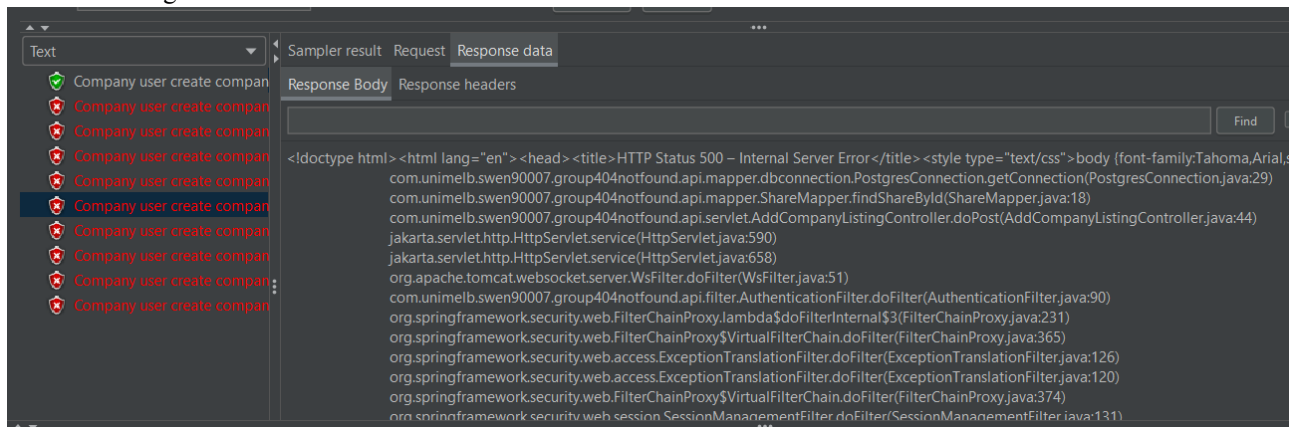 Text
Sampler result Request Response data
Company user create compan
Response Body Response headers
Company user create compan
Find
Company user create compan
Company user create compan
<!doctype html><html lang="en"><head><title>HTTP Status 500 – Internal Server Error</title><style type="text/css">body {font-family:Tahoma,Arial,s
Company user create compan
com.unimelb.swen90007.group404notfound.api.mapper.dbconnection.PostgresConnection.getConnection(PostgresConnection.java:29)
com.unimelb.swen90007.group404notfound.api.mapper.ShareMapper.findShareById(ShareMapper.java:18)
Company user create compan
com.unimelb.swen90007.group404notfound.api.servlet.AddCompanyListingController.doPost(AddCompanyListingController.java:44)
Company user create compan
jakarta.servlet.http.HttpServlet.service(HttpServlet.java:590)
Company user create compan
jakarta.servlet.http.HttpServlet.service(HttpServlet.java:658)
Company user create compan
org.apache.tomcat.websocket.server.WsFilter.doFilter(WsFilter.java:51)
Company user create compan
com.unimelb.swen90007.group404notfound.api.filter.AuthenticationFilter.doFilter(AuthenticationFilter.java:90)
org.springframework.security.web.FilterChainProxy.lambda$doFilterInternal$3(FilterChainProxy.java:231)
org.springframework.security.web.FilterChainProxy$VirtualFilterChain.doFilter(FilterChainProxy.java:365)
org.springframework.security.web.access.ExceptionTranslationFilter.doFilter(ExceptionTranslationFilter.java:126)
org.springframework.security.web.access.ExceptionTranslationFilter.doFilter(ExceptionTranslationFilter.java:120)
org.springframework.security.web.FilterChainProxy$VirtualFilterChain.doFilter(FilterChainProxy.java:374)
org.springframework.security.web.session.SessionManagementFilter.doFilter(SessionManagementFilter.java:131)